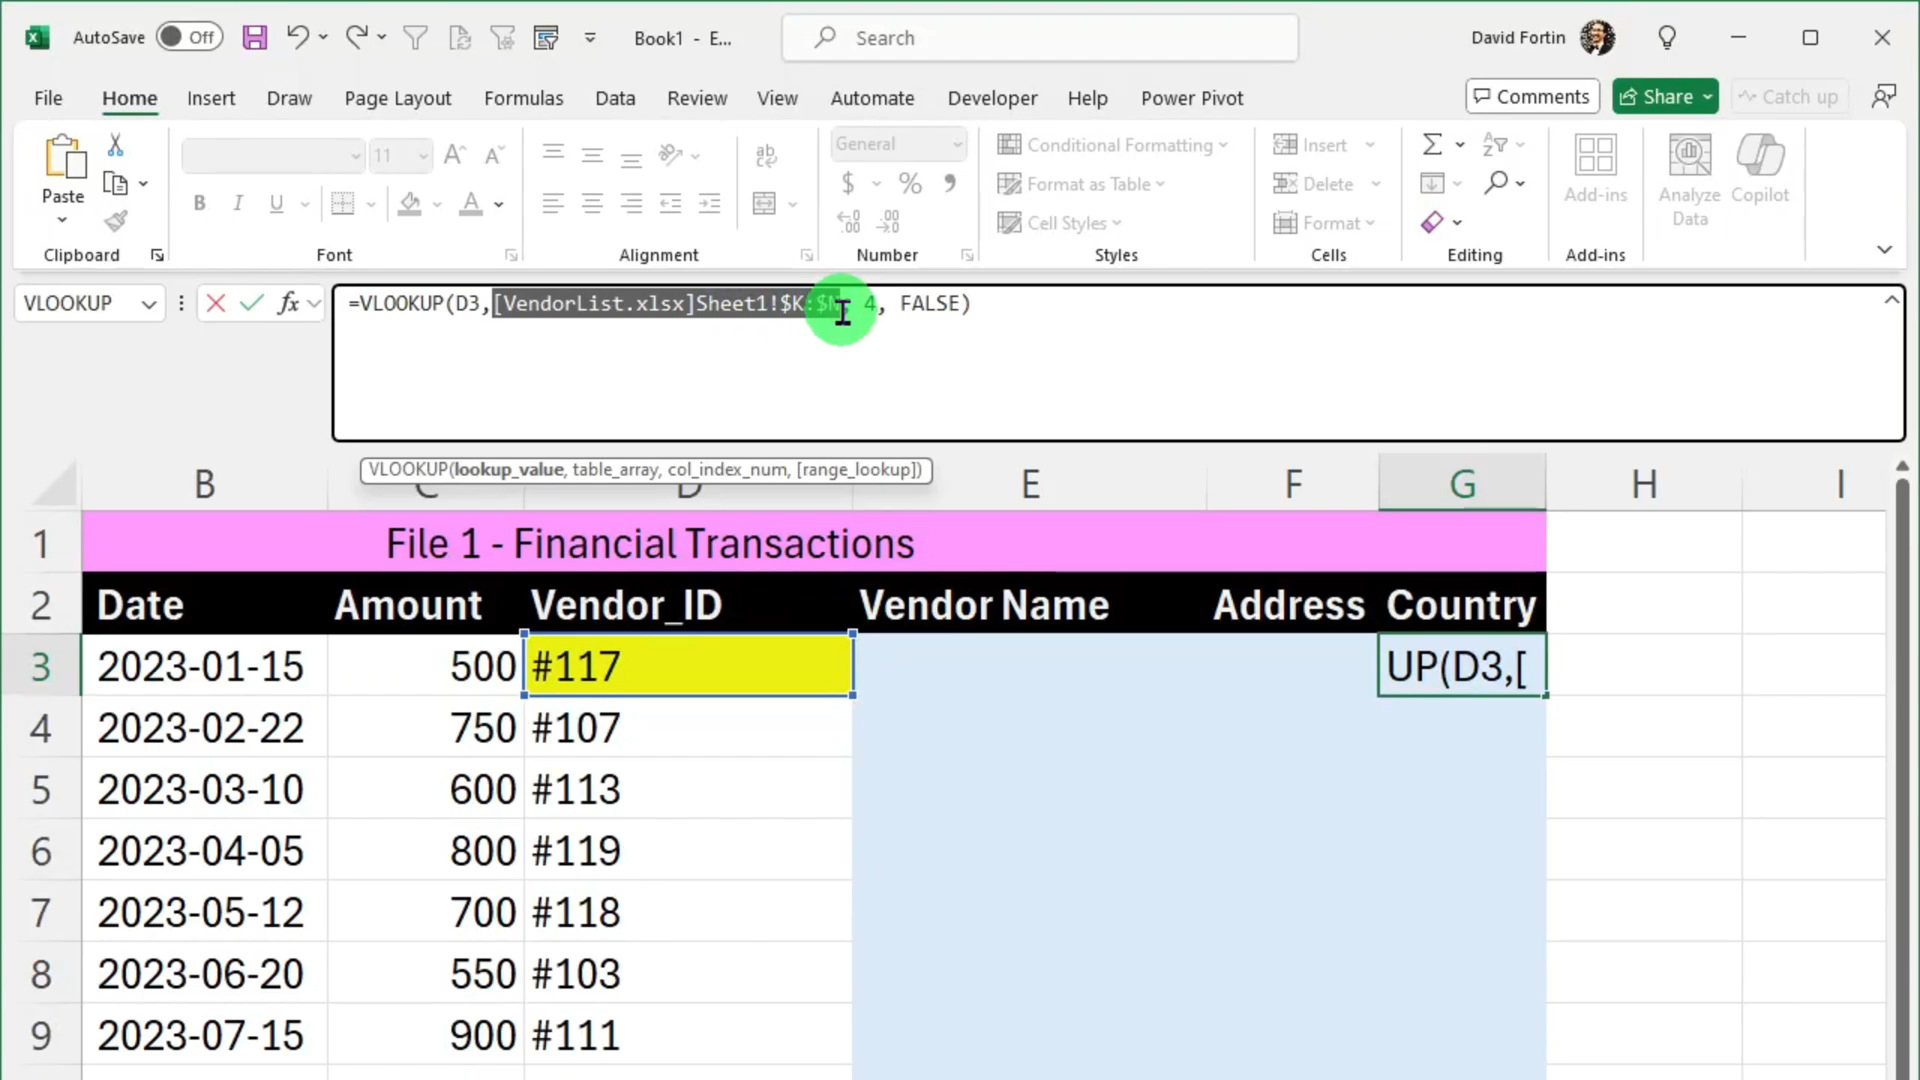 AutoSave Off Book1 - E... Search David Fortin
File Home Insert Draw Page Layout Formulas Data Review View Automate Developer Help Power Pivot Comments Share Catch up
Paste 11 General Conditional Formatting Insert
B I U $ % Format as Table Delete Add-ins Analyze Data Copilot
Cell Styles Format
Clipboard Font Alignment Number Styles Cells Editing Add-ins
VLOOKUP fx =VLOOKUP(D3,[VendorList.xlsx]Sheet1!$K:$N, 4, FALSE)
VLOOKUP(lookup_value, table_array, col_index_num, [range_lookup])
B C D E F G H I
1 File 1 - Financial Transactions
2 Date Amount Vendor_ID Vendor Name Address Country
3 2023-01-15 500 #117 UP(D3,[
4 2023-02-22 750 #107
5 2023-03-10 600 #113
6 2023-04-05 800 #119
7 2023-05-12 700 #118
8 2023-06-20 550 #103
9 2023-07-15 900 #111